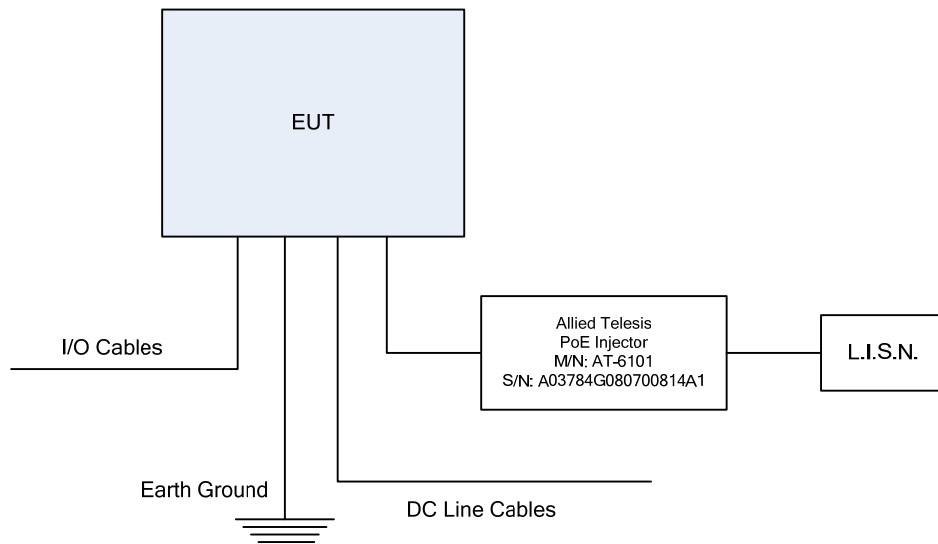 EUT
I/O Cables
Allied Telesis
PoE Injector
M/N: AT-6101
S/N: A03784G080700814A1
L.I.S.N.
Earth Ground
DC Line Cables